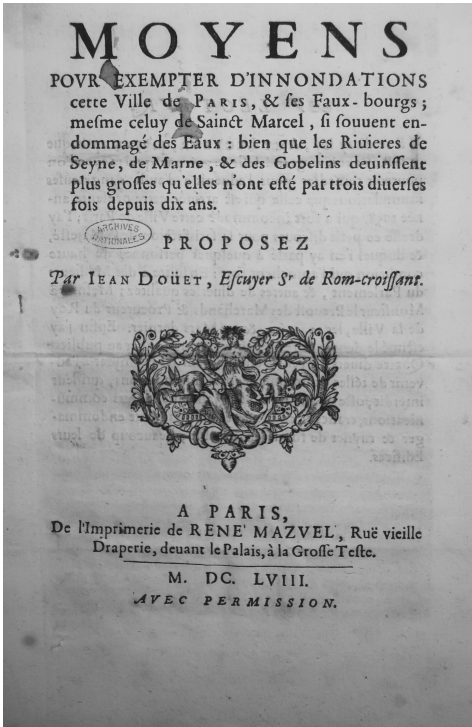 MOYENS
POVR EXEMPTER D'INNONDATIONS
cette Ville de PARIS, & ſes Faux-bourgs ;
meſme celuy de Sainct Marcel, ſi ſouuent en-
dommagé des Eaux : bien que les Riuieres de
Seyne, de Marne, & des Gobelins deuinſſent
plus groſſes qu'elles n'ont eſté par trois diuerſes
fois depuis dix ans.
ARCHIVES
NATIONALES
PROPOSEZ
Par IEAN DOÜET, Eſcuyer Sʳ de Rom-croiſſant.
A PARIS,
De l'Imprimerie de RENE' MAZVEL, Ruë vieille
Draperie, deuant le Palais, à la Groſſe Teſte.
M. DC. LVIII.
AVEC PERMISSION.